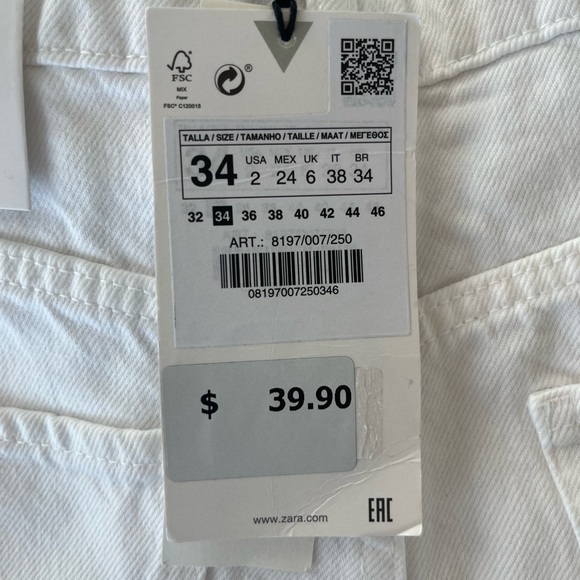 FSC
MIX
Paper
FSC® C120015
®
TALLA / SIZE / TAMANHO / TAILLE / MAAT / ΜΕΓΕΘΟΣ
34 USA MEX UK IT BR
2 24 6 38 34
32 34 36 38 40 42 44 46
ART.: 8197/007/250
08197007250346
$ 39.90
www.zara.com
EAC